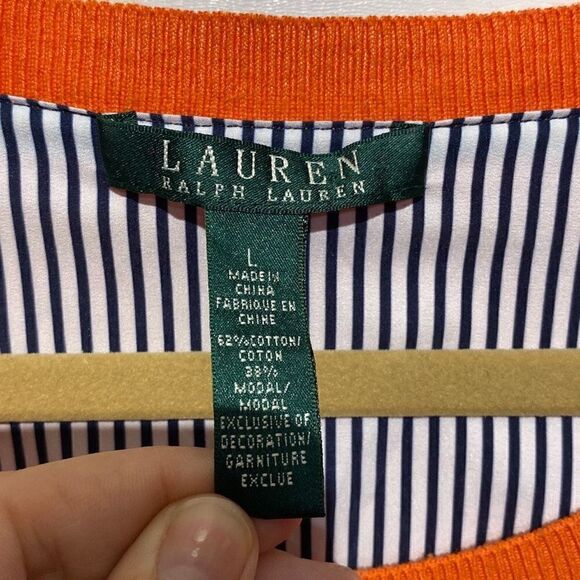 LAUREN
RALPH LAUREN
L
MADE IN
CHINA
FABRIQUE EN
CHINE
62% COTTON/
COTON
38%
MODAL/
MODAL
EXCLUSIVE OF
DECORATION/
GARNITURE
EXCLUE